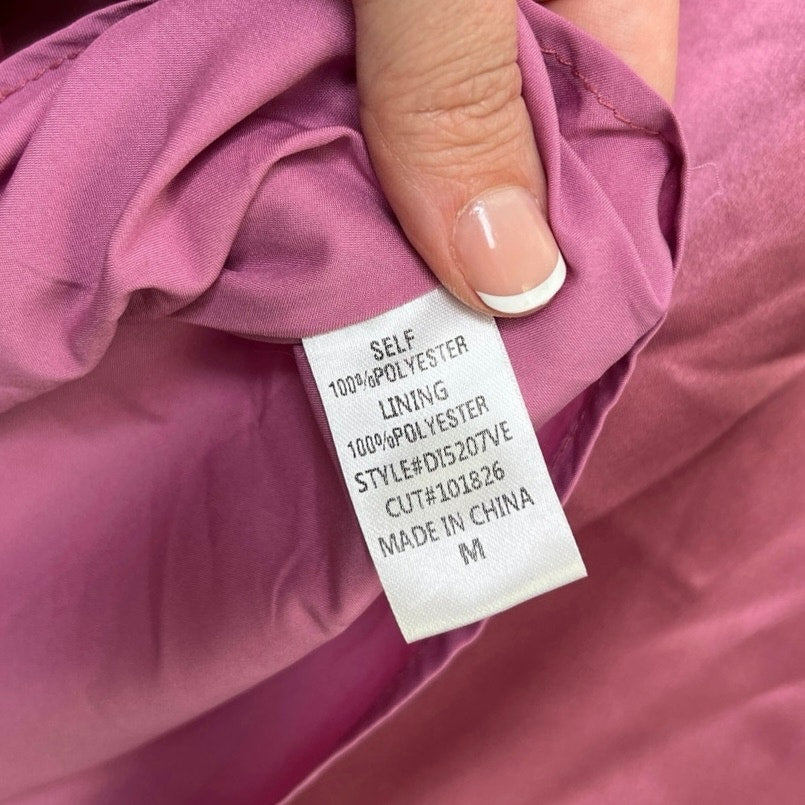 SELF
100%POLYESTER
LINING
100%POLYESTER
STYLE#DI5207VE
CUT#101826
MADE IN CHINA
M